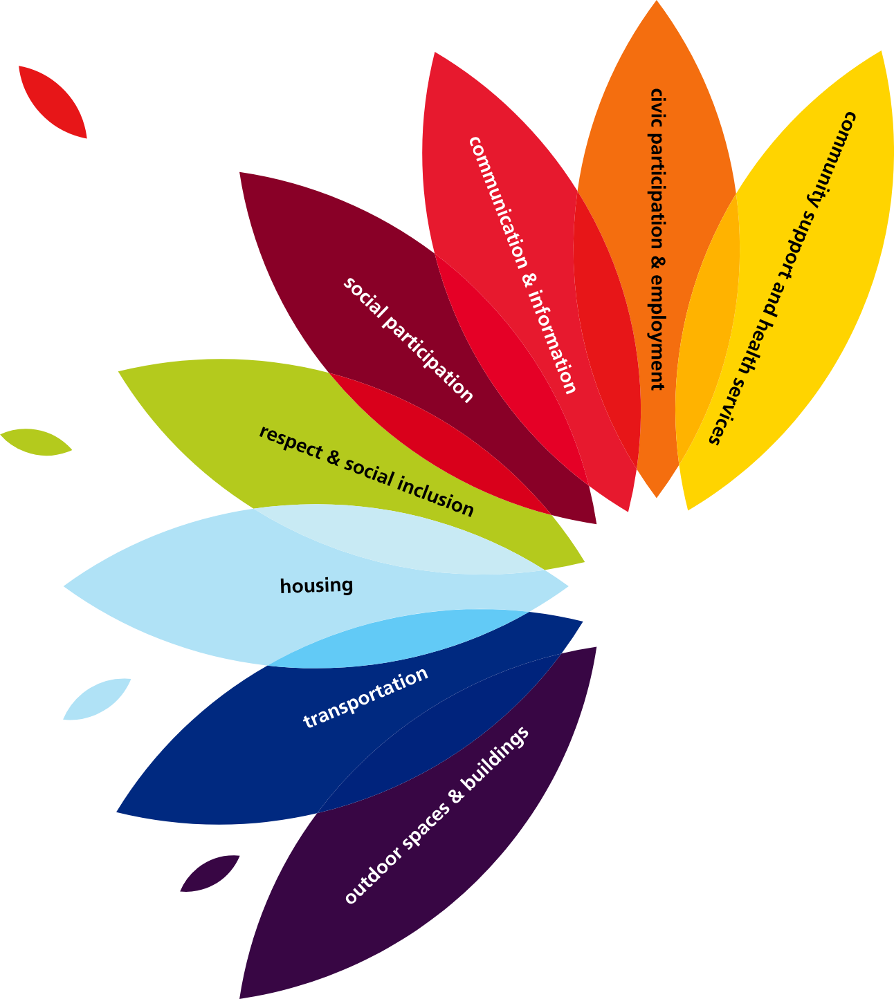 community support and health services
civic participation & employment
communication & information
social participation
respect & social inclusion
housing
transportation
outdoor spaces & buildings